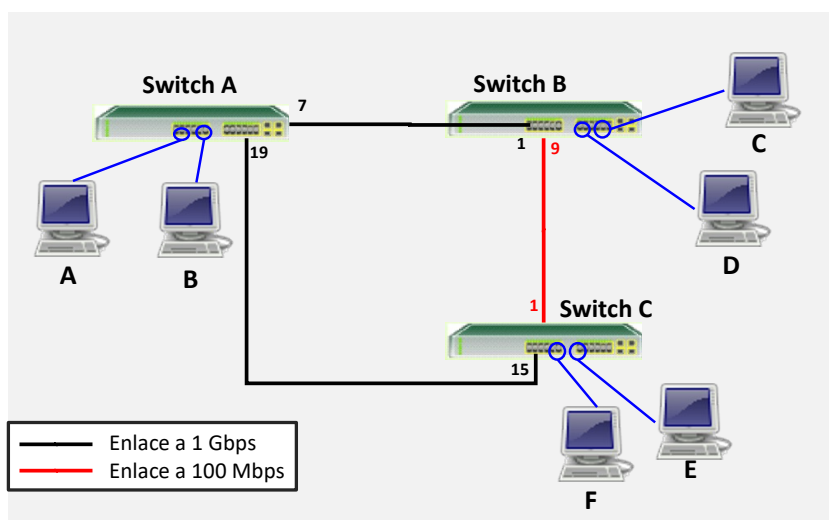 Switch A
Switch B
7
C
1
9
19
A
B
D
1
Switch C
15
E
F
Enlace a 1 Gbps
Enlace a 100 Mbps